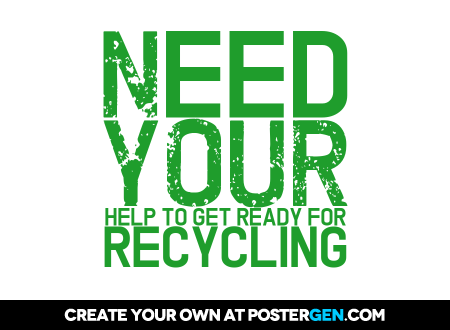 NEED
YOUR
HELP TO GET READY FOR
RECYCLING
CREATE YOUR OWN AT POSTERGEN.COM